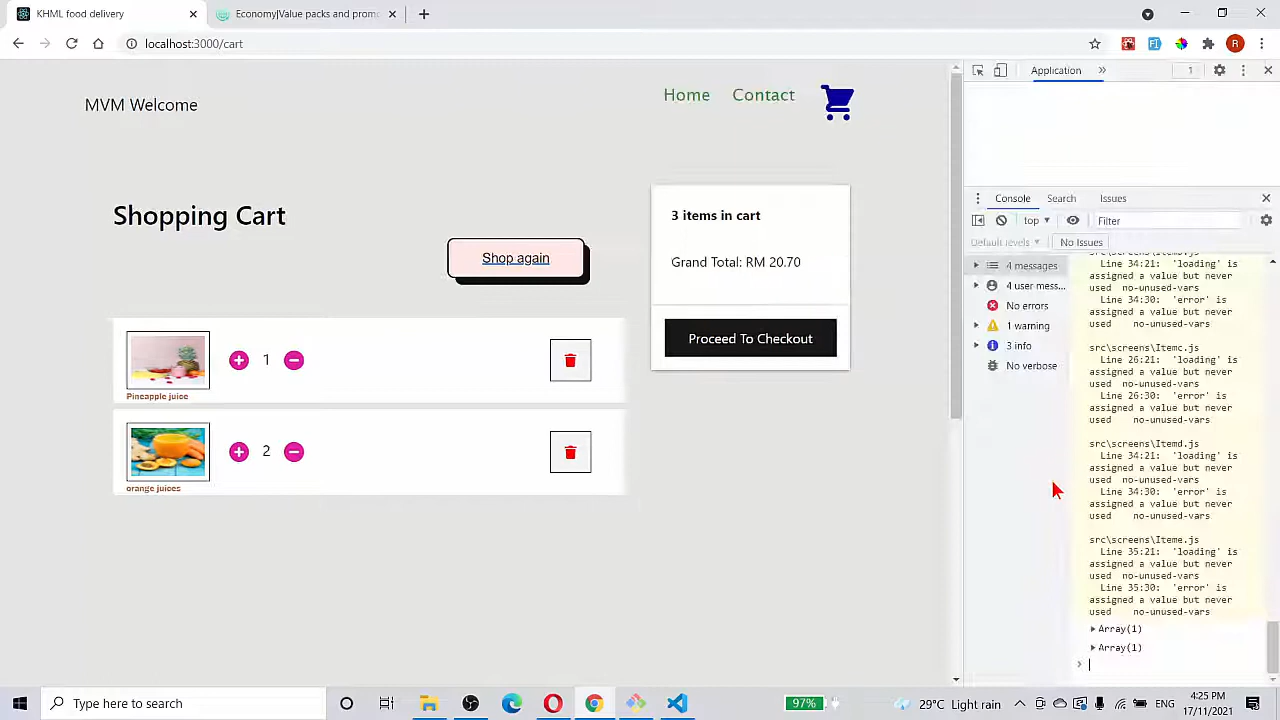 KHML food delivery
Economy|Value packs and promo
localhost:3000/cart
R
MVM Welcome
Home
Contact
Shopping Cart
Shop again
1
Pineapple juice
2
orange juices
3 items in cart
Grand Total: RM 20.70
Proceed To Checkout
Application
1
Console
Search
Issues
top
Filter
Default levels
No Issues
4 messages
4 user mess...
No errors
1 warning
3 info
No verbose
Line 34:21: 'loading' is
assigned a value but never
used no-unused-vars
Line 34:30: 'error' is
assigned a value but never
used no-unused-vars
src\screens\Itemc.js
Line 26:21: 'loading' is
assigned a value but never
used no-unused-vars
Line 26:30: 'error' is
assigned a value but never
used no-unused-vars
src\screens\Itemd.js
Line 34:21: 'loading' is
assigned a value but never
used no-unused-vars
Line 34:30: 'error' is
assigned a value but never
used no-unused-vars
src\screens\Iteme.js
Line 35:21: 'loading' is
assigned a value but never
used no-unused-vars
Line 35:30: 'error' is
assigned a value but never
used no-unused-vars
Array(1)
Array(1)
Type here to search
97%
29°C Light rain
ENG
4:25 PM
17/11/2021